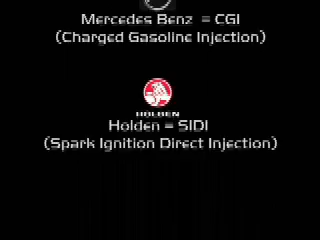 Mercedes Benz = CGI
(Charged Gasoline Injection)
HOLDEN
Holden = SIDI
(Spark Ignition Direct Injection)